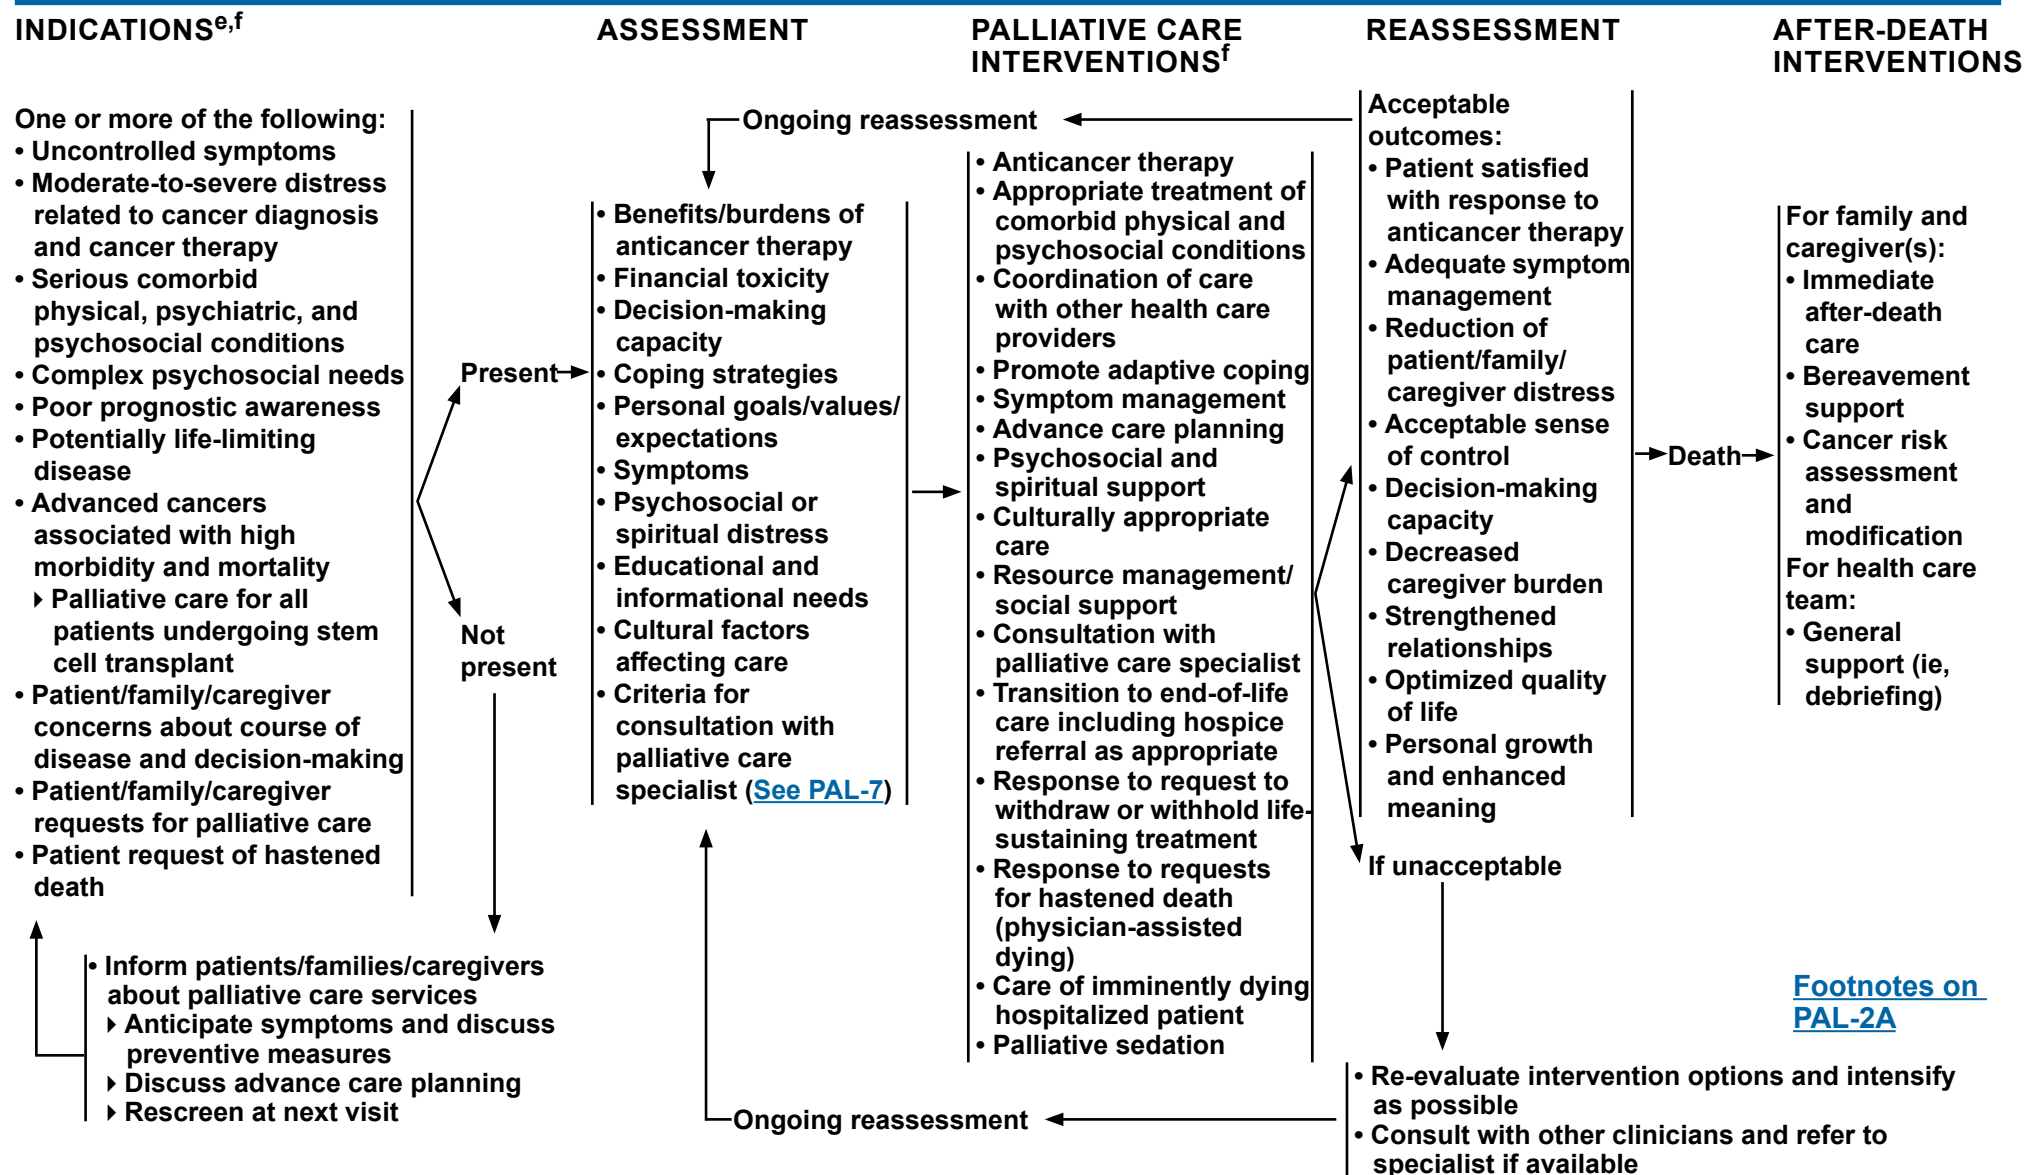 INDICATIONSe,f
ASSESSMENT
PALLIATIVE CARE
INTERVENTIONSf
REASSESSMENT
AFTER-DEATH
INTERVENTIONS
One or more of the following:
• Uncontrolled symptoms
• Moderate-to-severe distress
related to cancer diagnosis
and cancer therapy
• Serious comorbid
physical, psychiatric, and
psychosocial conditions
• Complex psychosocial needs
• Poor prognostic awareness
• Potentially life-limiting
disease
• Advanced cancers
associated with high
morbidity and mortality
▸ Palliative care for all
patients undergoing stem
cell transplant
• Patient/family/caregiver
concerns about course of
disease and decision-making
• Patient/family/caregiver
requests for palliative care
• Patient request of hastened
death
Present
Not
present
• Inform patients/families/caregivers
about palliative care services
▸ Anticipate symptoms and discuss
preventive measures
▸ Discuss advance care planning
▸ Rescreen at next visit
Ongoing reassessment
• Benefits/burdens of
anticancer therapy
• Financial toxicity
• Decision-making
capacity
• Coping strategies
• Personal goals/values/
expectations
• Symptoms
• Psychosocial or
spiritual distress
• Educational and
informational needs
• Cultural factors
affecting care
• Criteria for
consultation with
palliative care
specialist (See PAL-7)
• Anticancer therapy
• Appropriate treatment of
comorbid physical and
psychosocial conditions
• Coordination of care
with other health care
providers
• Promote adaptive coping
• Symptom management
• Advance care planning
• Psychosocial and
spiritual support
• Culturally appropriate
care
• Resource management/
social support
• Consultation with
palliative care specialist
• Transition to end-of-life
care including hospice
referral as appropriate
• Response to request to
withdraw or withhold life-
sustaining treatment
• Response to requests
for hastened death
(physician-assisted
dying)
• Care of imminently dying
hospitalized patient
• Palliative sedation
Acceptable
outcomes:
• Patient satisfied
with response to
anticancer therapy
• Adequate symptom
management
• Reduction of
patient/family/
caregiver distress
• Acceptable sense
of control
• Decision-making
capacity
• Decreased
caregiver burden
• Strengthened
relationships
• Optimized quality
of life
• Personal growth
and enhanced
meaning
If unacceptable
• Re-evaluate intervention options and intensify
as possible
• Consult with other clinicians and refer to
specialist if available
Ongoing reassessment
Death
For family and
caregiver(s):
• Immediate
after-death
care
• Bereavement
support
• Cancer risk
assessment
and
modification
For health care
team:
• General
support (ie,
debriefing)
Footnotes on
PAL-2A